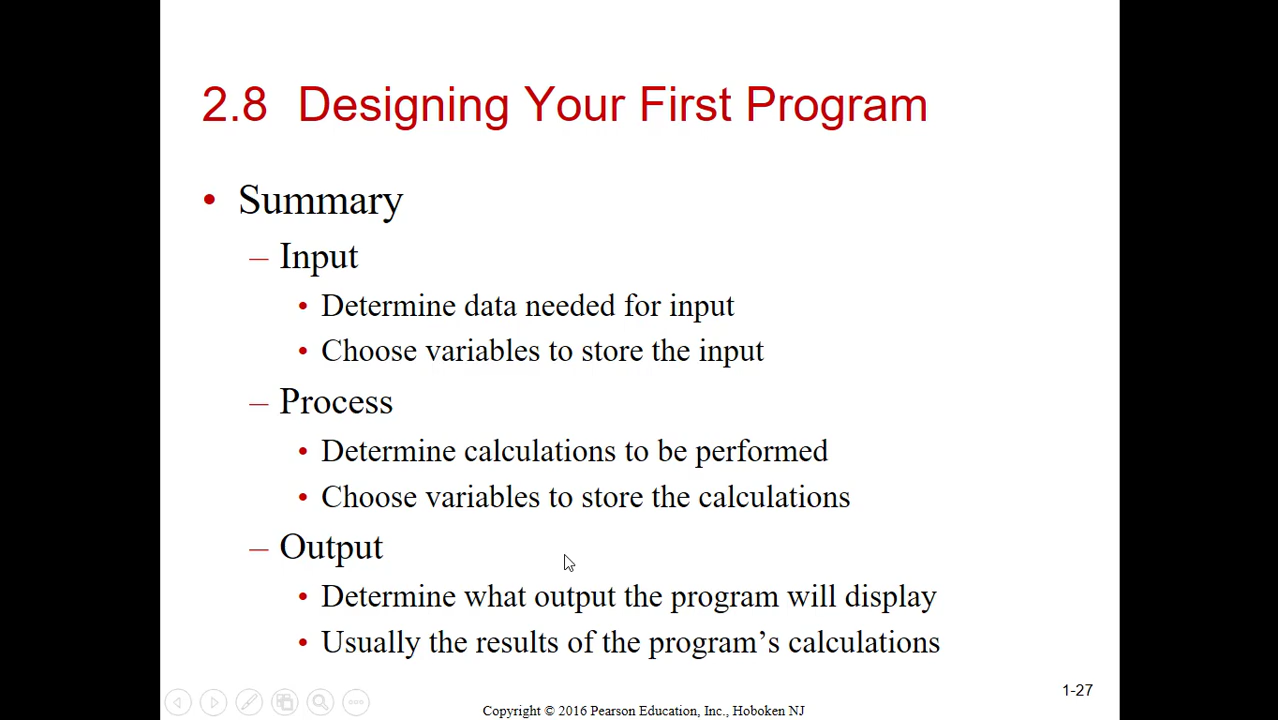 2.8 Designing Your First Program
• Summary
– Input
• Determine data needed for input
• Choose variables to store the input
– Process
• Determine calculations to be performed
• Choose variables to store the calculations
– Output
• Determine what output the program will display
• Usually the results of the program’s calculations
1-27
Copyright © 2016 Pearson Education, Inc., Hoboken NJ